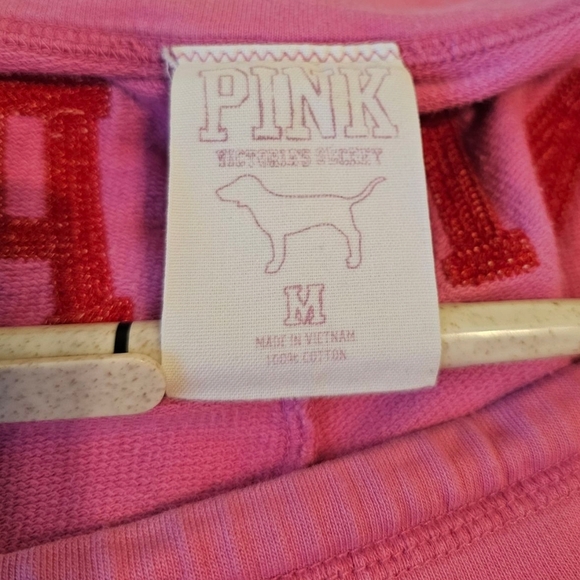 PINK
VICTORIA'S SECRET
M
MADE IN VIETNAM
100% COTTON